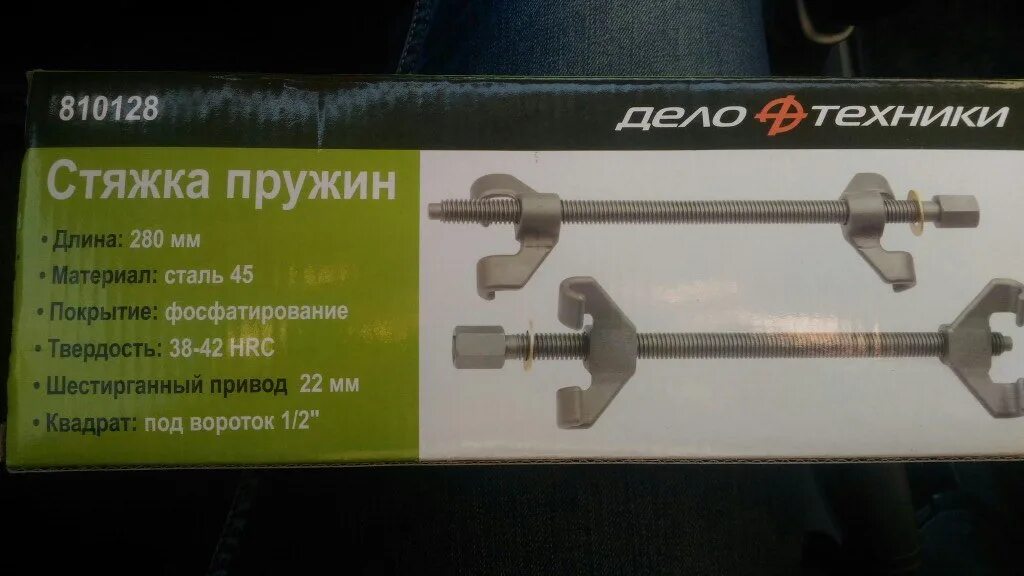 810128
дело техники
Стяжка пружин
• Длина: 280 мм
• Материал: сталь 45
• Покрытие: фосфатирование
• Твердость: 38-42 HRC
• Шестирганный привод 22 мм
• Квадрат: под вороток 1/2"